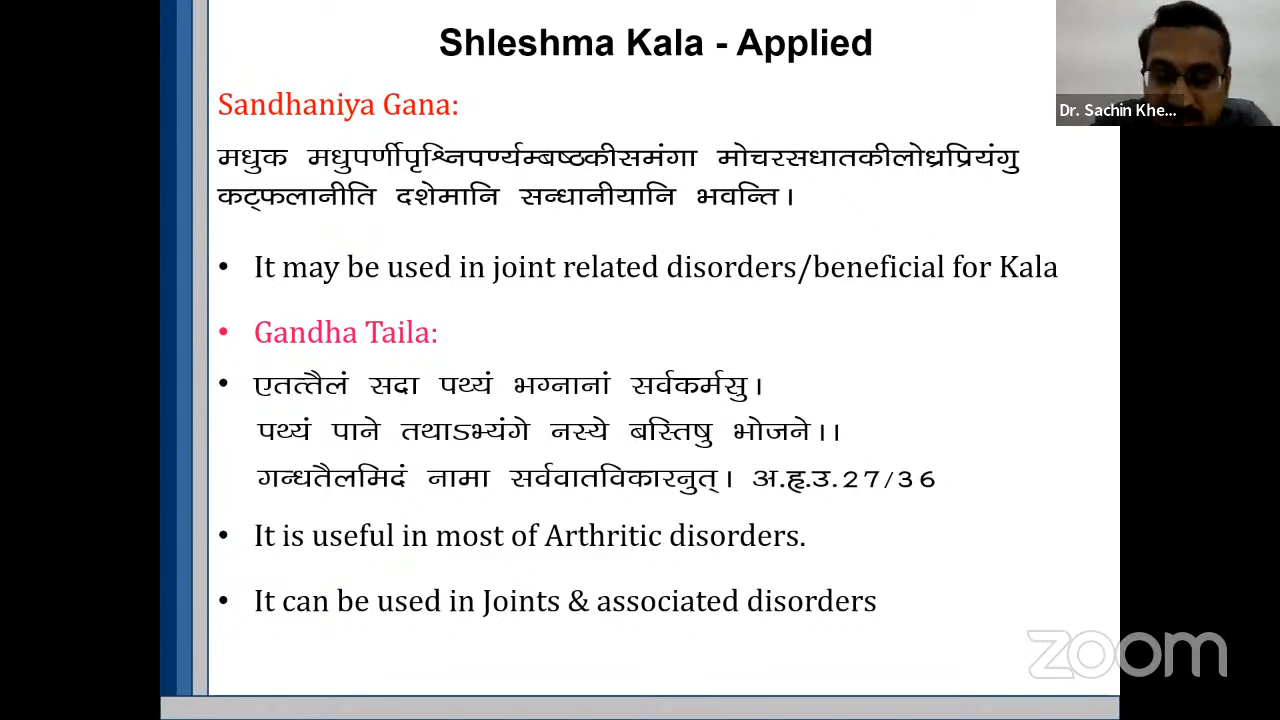 Shleshma Kala - Applied
Dr. Sachin Khe...
Sandhaniya Gana:
मधुक मधुपर्णीपृश्निपर्ण्यम्बष्ठकीसमंगा मोचरसधातकीलोध्रप्रियंगु
कट्फलानीति दशेमानि सन्धानीयानि भवन्ति।
• It may be used in joint related disorders/beneficial for Kala
• Gandha Taila:
• एतत्तैलं सदा पथ्यं भग्नानां सर्वकर्मसु।
पथ्यं पाने तथाऽभ्यंगे नस्ये बस्तिषु भोजने।।
गन्धतैलमिदं नामा सर्ववातविकारनुत्। अ.हृ.उ.27/36
• It is useful in most of Arthritic disorders.
• It can be used in Joints & associated disorders
zoom